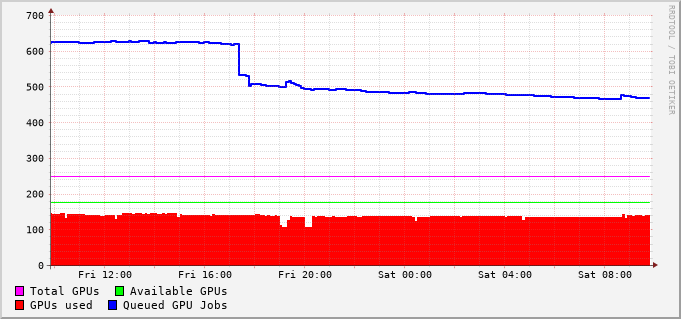 700
600
500
400
300
200
100
0
Fri 12:00 Fri 16:00 Fri 20:00 Sat 00:00 Sat 04:00 Sat 08:00
Total GPUs Available GPUs
GPUs used Queued GPU Jobs
RRDTOOL / TOBI OETIKER